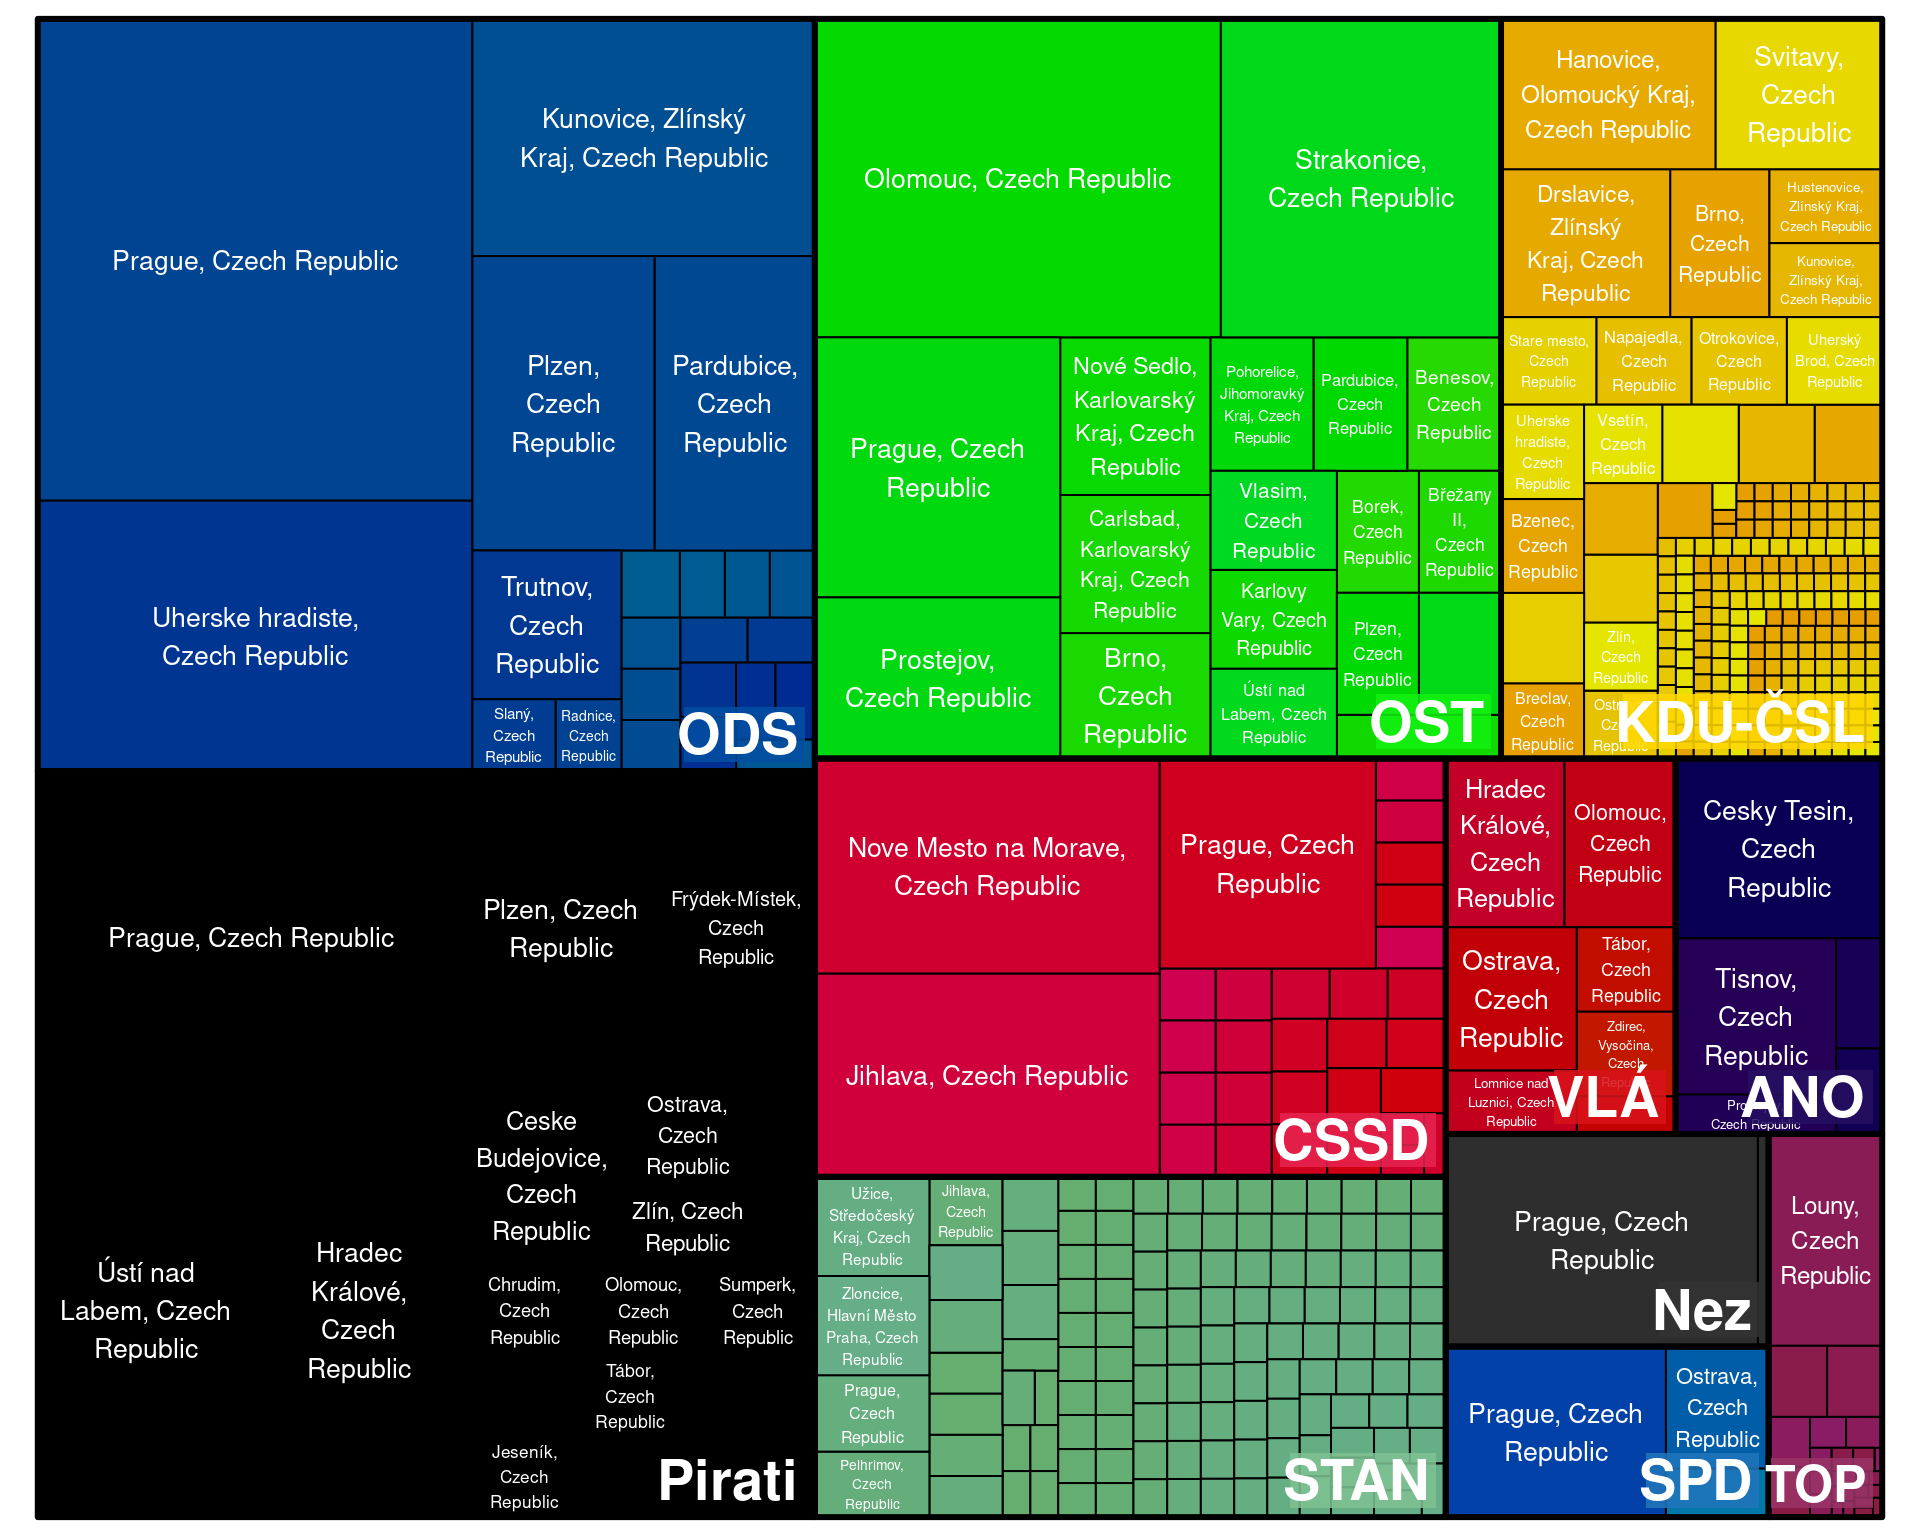 Prague, Czech Republic
Kunovice, Zlínský
Kraj, Czech Republic
Plzen,
Czech
Republic
Pardubice,
Czech
Republic
Uherske hradiste,
Czech Republic
Trutnov,
Czech
Republic
Slaný,
Czech
Republic
Radnice,
Czech
Republic
ODS
Olomouc, Czech Republic
Strakonice,
Czech Republic
Prague, Czech
Republic
Prostejov,
Czech Republic
Nové Sedlo,
Karlovarský
Kraj, Czech
Republic
Carlsbad,
Karlovarský
Kraj, Czech
Republic
Brno,
Czech
Republic
Pohorelice,
Jihomoravký
Kraj, Czech
Republic
Pardubice,
Czech
Republic
Benesov,
Czech
Republic
Vlasim,
Czech
Republic
Borek,
Czech
Republic
Břežany
II,
Czech
Republic
Karlovy
Vary, Czech
Republic
Plzen,
Czech
Republic
Ústí nad
Labem, Czech
Republic
OST
Hanovice,
Olomoucký Kraj,
Czech Republic
Svitavy,
Czech
Republic
Drslavice,
Zlínský
Kraj, Czech
Republic
Brno,
Czech
Republic
Hustenovice,
Zlínský Kraj,
Czech Republic
Kunovice,
Zlínský Kraj,
Czech Republic
Stare mesto,
Czech
Republic
Napajedla,
Czech
Republic
Otrokovice,
Czech
Republic
Uherský
Brod, Czech
Republic
Uherske
hradiste,
Czech
Republic
Vsetín,
Czech
Republic
Bzenec,
Czech
Republic
Zlín,
Czech
Republic
Breclav,
Czech
Republic
KDU-ČSL
Prague, Czech Republic
Plzen, Czech
Republic
Frýdek-Místek,
Czech
Republic
Ústí nad
Labem, Czech
Republic
Hradec
Králové,
Czech
Republic
Ceske
Budejovice,
Czech
Republic
Ostrava,
Czech
Republic
Zlín, Czech
Republic
Chrudim,
Czech
Republic
Olomouc,
Czech
Republic
Sumperk,
Czech
Republic
Tábor,
Czech
Republic
Jeseník,
Czech
Republic
Pirati
Nove Mesto na Morave,
Czech Republic
Prague, Czech
Republic
Jihlava, Czech Republic
CSSD
Hradec
Králové,
Czech
Republic
Olomouc,
Czech
Republic
Ostrava,
Czech
Republic
Tábor,
Czech
Republic
Zdirec,
Vysočina,
Czech
Republic
Lomnice nad
Luznici, Czech
Republic
VLÁ
Cesky Tesin,
Czech
Republic
Tisnov,
Czech
Republic
Czech Republic
ANO
Užice,
Středočeský
Kraj, Czech
Republic
Jihlava,
Czech
Republic
Zloncice,
Hlavní Město
Praha, Czech
Republic
Prague,
Czech
Republic
Pelhrimov,
Czech
Republic
STAN
Prague, Czech
Republic
Nez
Louny,
Czech
Republic
TOP
Prague, Czech
Republic
Ostrava,
Czech
Republic
SPD